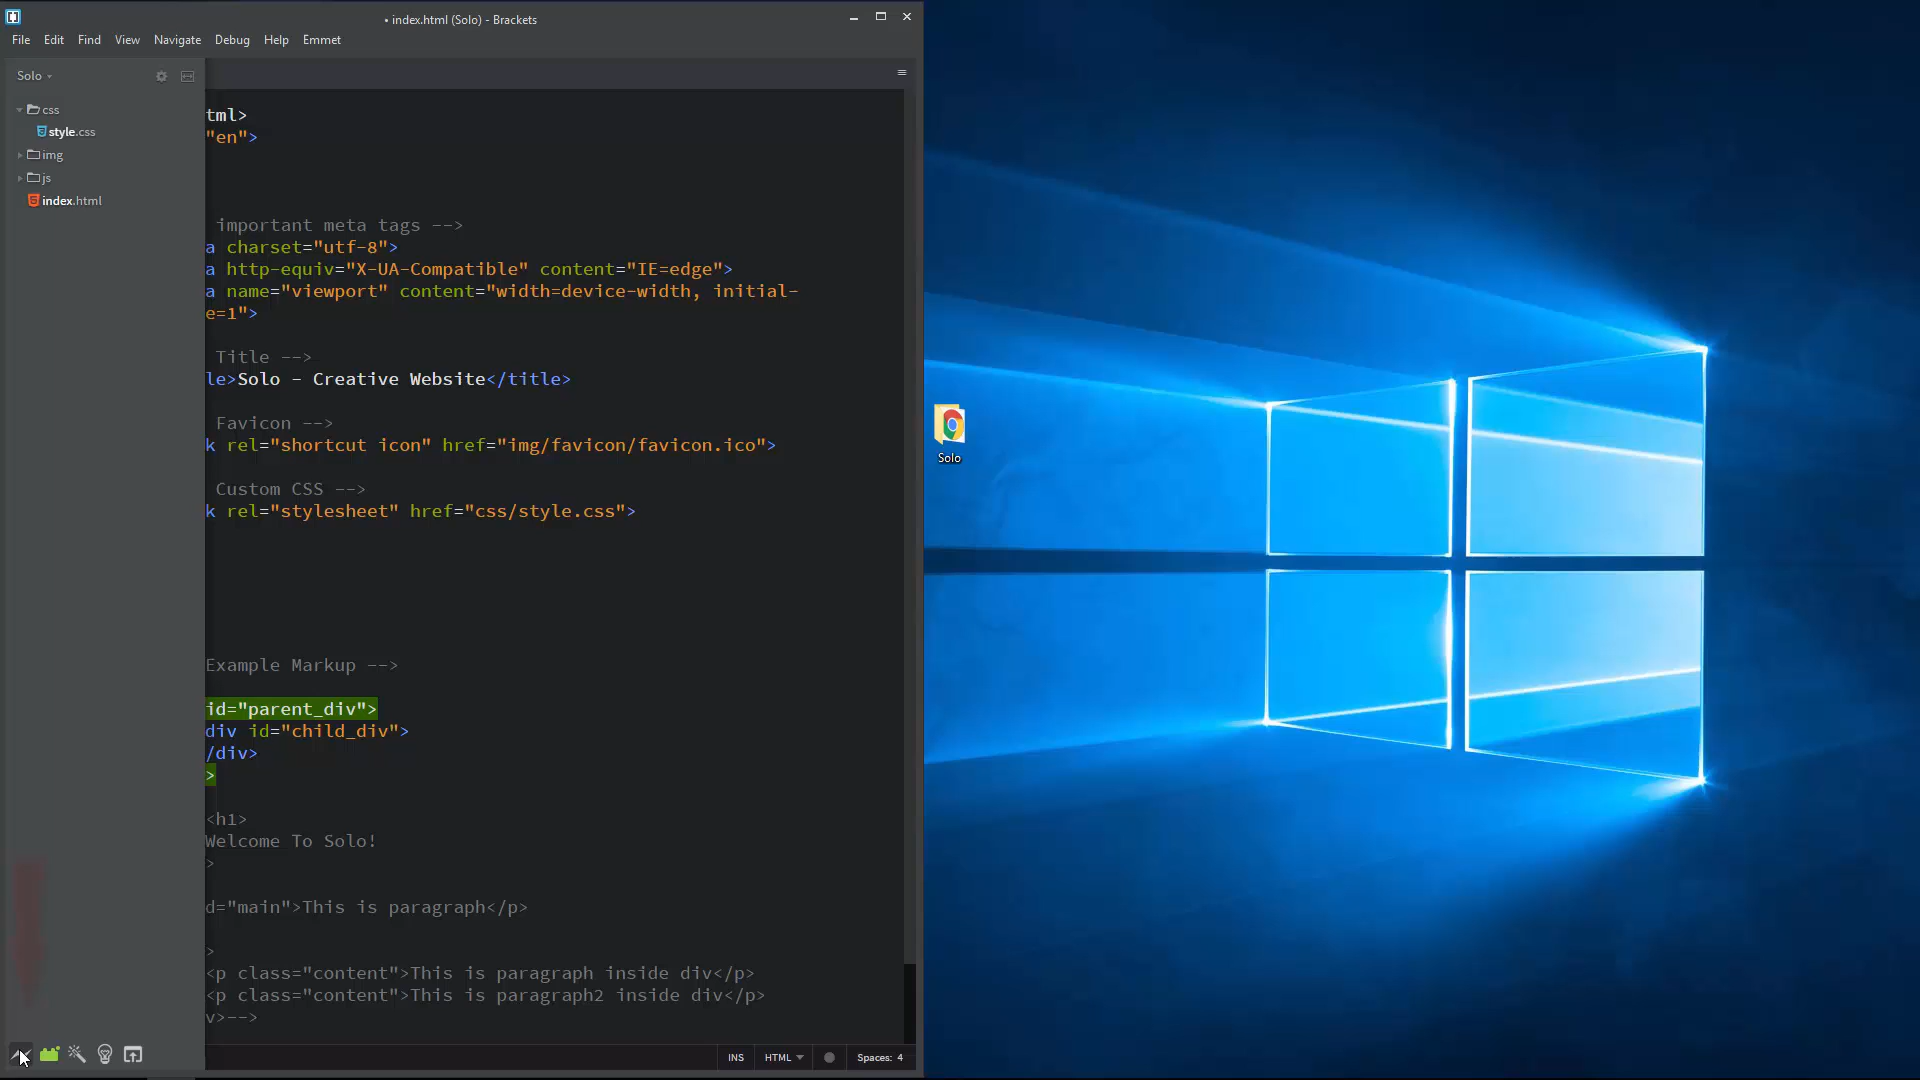 • index.html (Solo) - Brackets
File Edit Find View Navigate Debug Help Emmet
Solo
css
style.css
img
js
index.html
tml>
"en">
important meta tags -->
a charset="utf-8">
a http-equiv="X-UA-Compatible" content="IE=edge">
a name="viewport" content="width=device-width, initial-
e=1">
Title -->
le>Solo - Creative Website</title>
Favicon -->
k rel="shortcut icon" href="img/favicon/favicon.ico">
Custom CSS -->
k rel="stylesheet" href="css/style.css">
Example Markup -->
id="parent_div">
div id="child_div">
/div>
>
<h1>
Welcome To Solo!
>
d="main">This is paragraph</p>
>
<p class="content">This is paragraph inside div</p>
<p class="content">This is paragraph2 inside div</p>
v>-->
INS HTML Spaces: 4
Solo